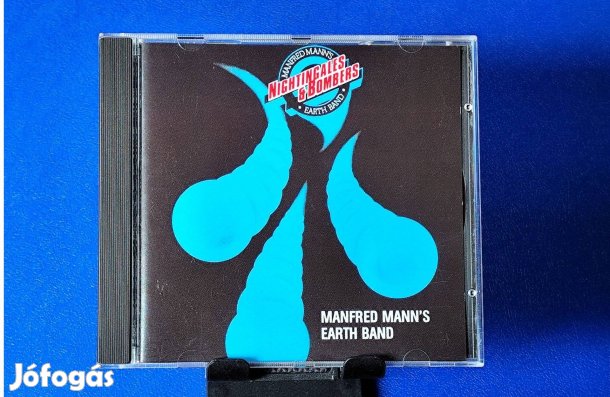 MANFRED MANN'S
NIGHTINGALES
& BOMBERS
• EARTH BAND •
MANFRED MANN'S
EARTH BAND
Jófogás